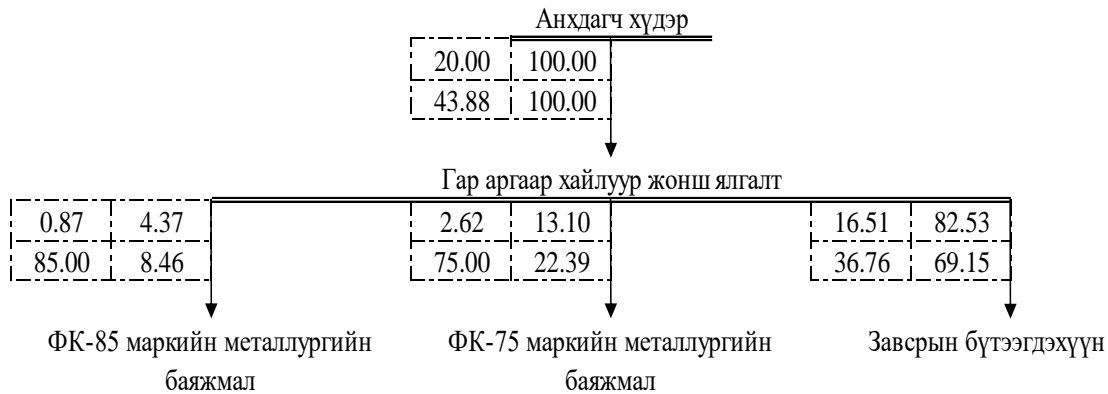 Анхдагч хүдэр
20.00 100.00
43.88 100.00
Гар аргаар хайлуур жонш ялгалт
0.87 4.37 2.62 13.10 16.51 82.53
85.00 8.46 75.00 22.39 36.76 69.15
ФК-85 маркийн металлургийн ФК-75 маркийн металлургийн Завсрын бүтээгдэхүүн
баяжмал баяжмал